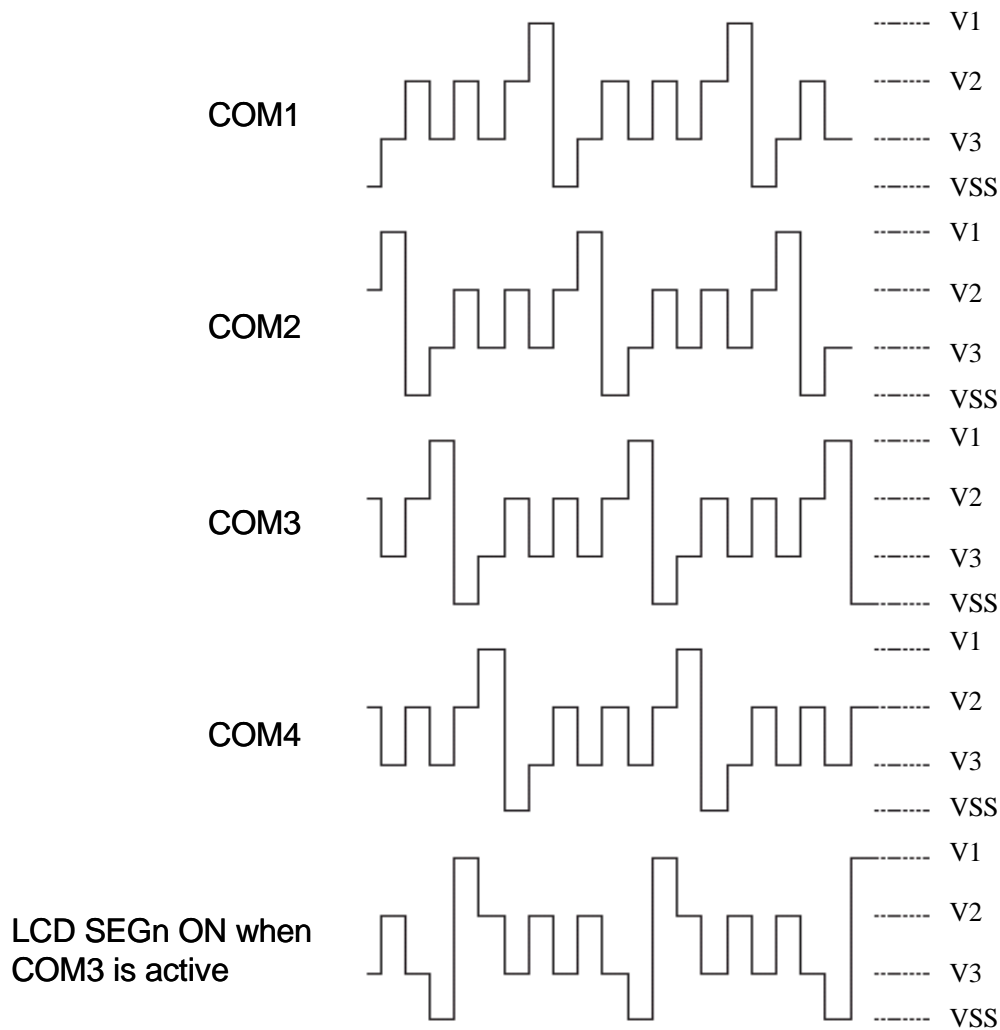 V1
V2
COM1
V3
VSS
V1
V2
COM2
V3
VSS
V1
V2
COM3
V3
VSS
V1
V2
COM4
V3
VSS
V1
V2
LCD SEGn ON when
COM3 is active
V3
VSS